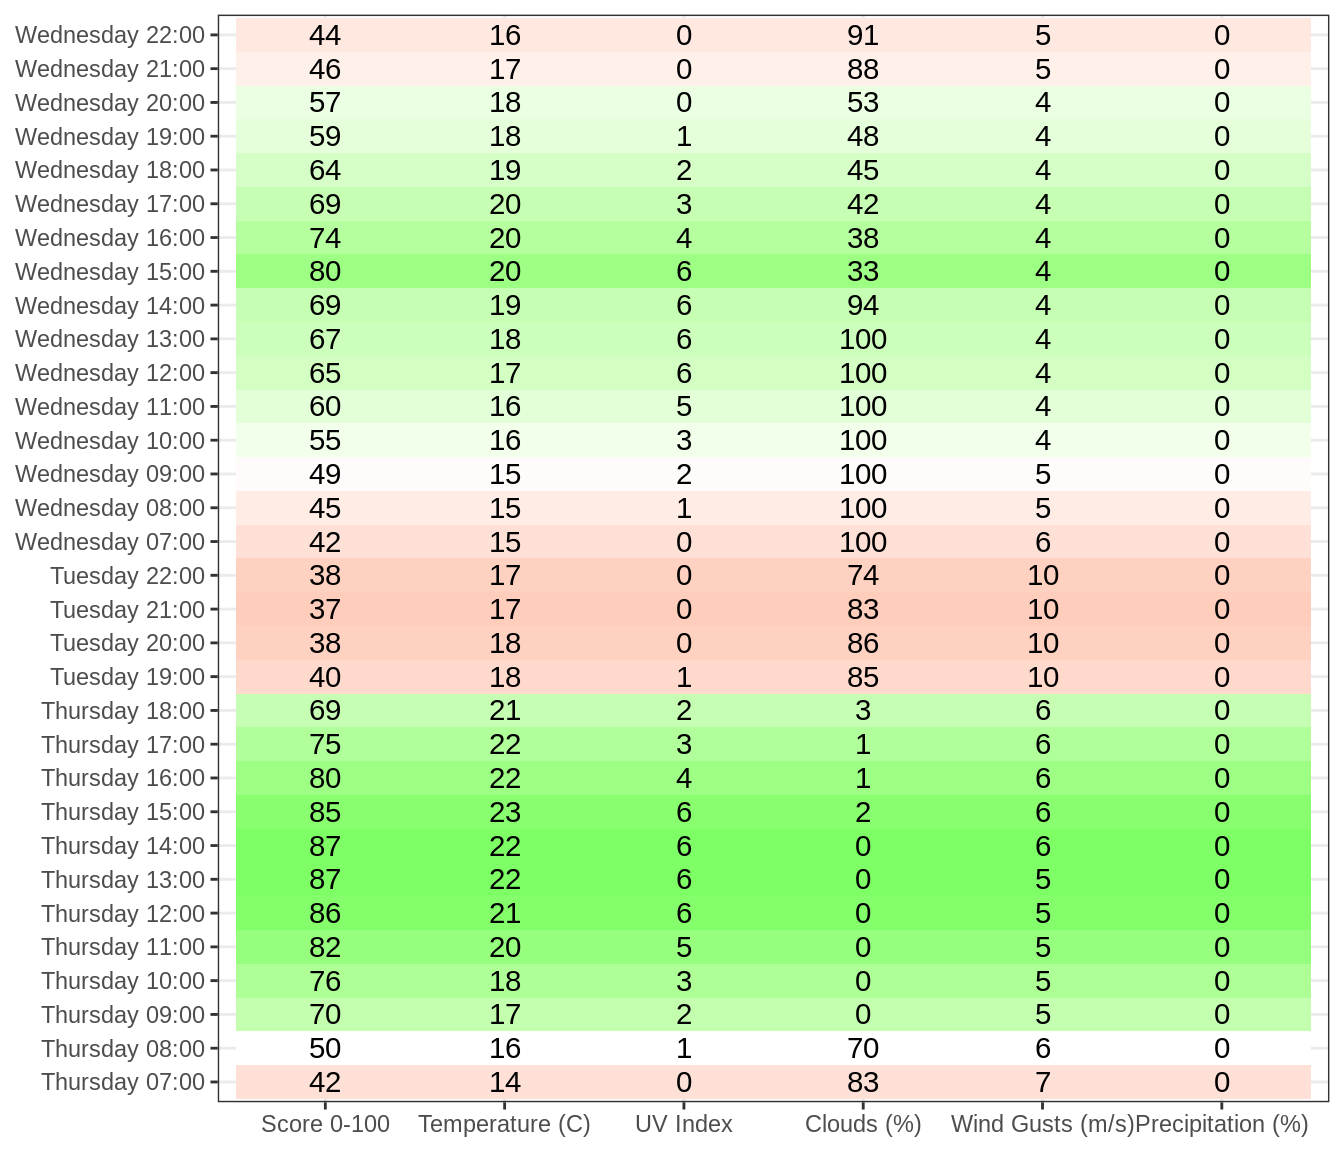 Wednesday 22:00 44 16 0 91 5 0
Wednesday 21:00 46 17 0 88 5 0
Wednesday 20:00 57 18 0 53 4 0
Wednesday 19:00 59 18 1 48 4 0
Wednesday 18:00 64 19 2 45 4 0
Wednesday 17:00 69 20 3 42 4 0
Wednesday 16:00 74 20 4 38 4 0
Wednesday 15:00 80 20 6 33 4 0
Wednesday 14:00 69 19 6 94 4 0
Wednesday 13:00 67 18 6 100 4 0
Wednesday 12:00 65 17 6 100 4 0
Wednesday 11:00 60 16 5 100 4 0
Wednesday 10:00 55 16 3 100 4 0
Wednesday 09:00 49 15 2 100 5 0
Wednesday 08:00 45 15 1 100 5 0
Wednesday 07:00 42 15 0 100 6 0
Tuesday 22:00 38 17 0 74 10 0
Tuesday 21:00 37 17 0 83 10 0
Tuesday 20:00 38 18 0 86 10 0
Tuesday 19:00 40 18 1 85 10 0
Thursday 18:00 69 21 2 3 6 0
Thursday 17:00 75 22 3 1 6 0
Thursday 16:00 80 22 4 1 6 0
Thursday 15:00 85 23 6 2 6 0
Thursday 14:00 87 22 6 0 6 0
Thursday 13:00 87 22 6 0 5 0
Thursday 12:00 86 21 6 0 5 0
Thursday 11:00 82 20 5 0 5 0
Thursday 10:00 76 18 3 0 5 0
Thursday 09:00 70 17 2 0 5 0
Thursday 08:00 50 16 1 70 6 0
Thursday 07:00 42 14 0 83 7 0
Score 0-100 Temperature (C) UV Index Clouds (%) Wind Gusts (m/s) Precipitation (%)